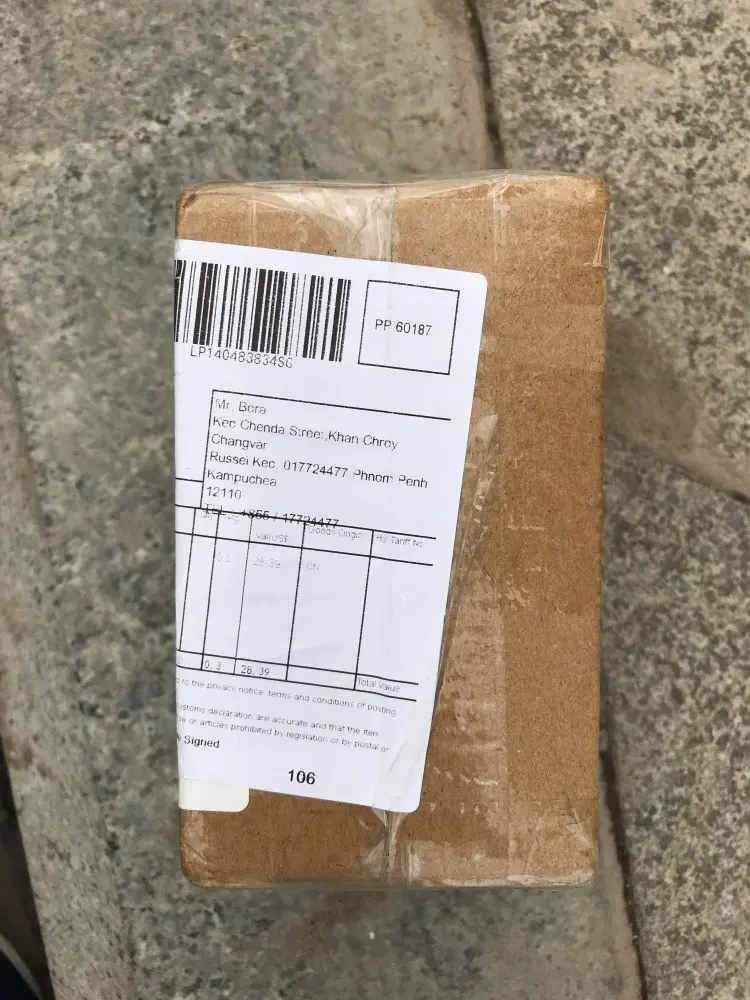 LP140483834SG
PP 60187
Mr. Bora
Kec Chenda Street,Khan Chroy
Changvar
Russei Kec. 017724477 Phnom Penh
Kampuchea
12110
+855 / 17724477
Val(US$ Goods Origin Hs Tariff No
0.3 28.39 CN
0.3 28.39
Total Value
to the privacy notice terms and conditions of posting
customs declaration are accurate and that the item
or articles prohibited by legislation or by postal or
Signed
106